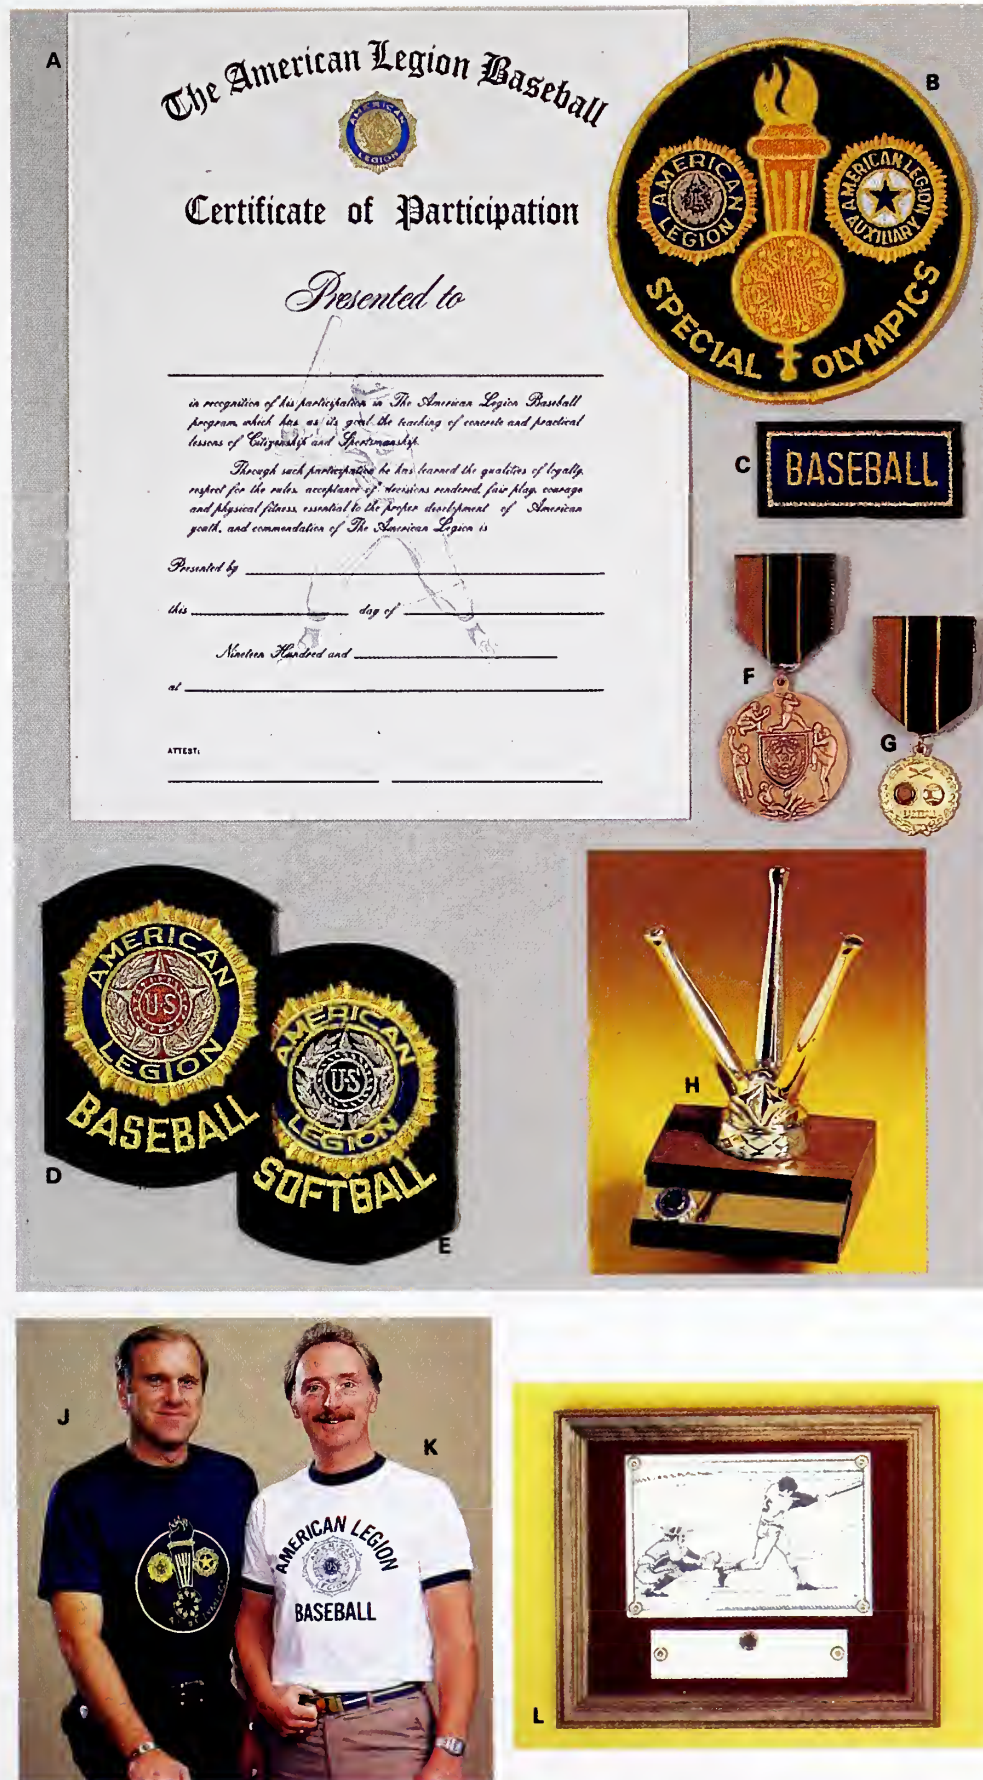 A
The American Legion Baseball
AMERICAN
LEGION
Certificate of Participation
Presented to
in recognition of his participation in The American Legion Baseball
program which has as its goal the teaching of concrete and practical
lessons of Citizenship and Sportsmanship.
Through such participation he has learned the qualities of loyalty,
respect for the rules, acceptance of decisions rendered, fair play, courage
and physical fitness, essential to the proper development of American
youth, and commendation of The American Legion is
Presented by
this day of
Nineteen Hundred and
at
ATTEST:
B
AMERICAN
LEGION
AMERICAN LEGION
AUXILIARY
SPECIAL OLYMPICS
C
BASEBALL
F
G
AMERICAN
U·S
LEGION
BASEBALL
D
AMERICAN
U·S
LEGION
SOFTBALL
E
H
J
K
AMERICAN LEGION
LEGION
BASEBALL
L